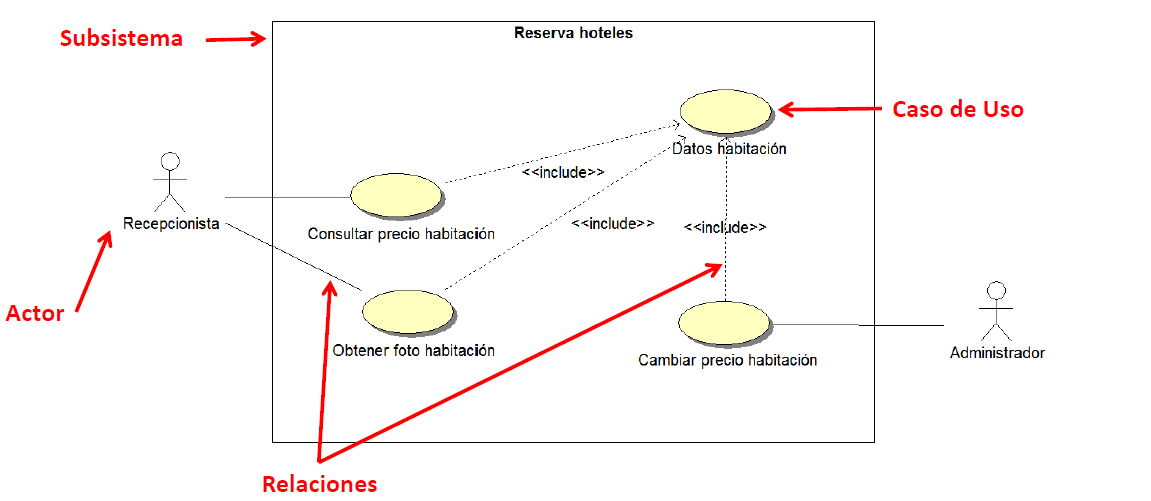 Reserva hoteles
Subsistema
Caso de Uso
Datos habitación
<<include>>
Recepcionista
<<include>>
<<include>>
Consultar precio habitación
Actor
Obtener foto habitación
Cambiar precio habitación
Administrador
Relaciones